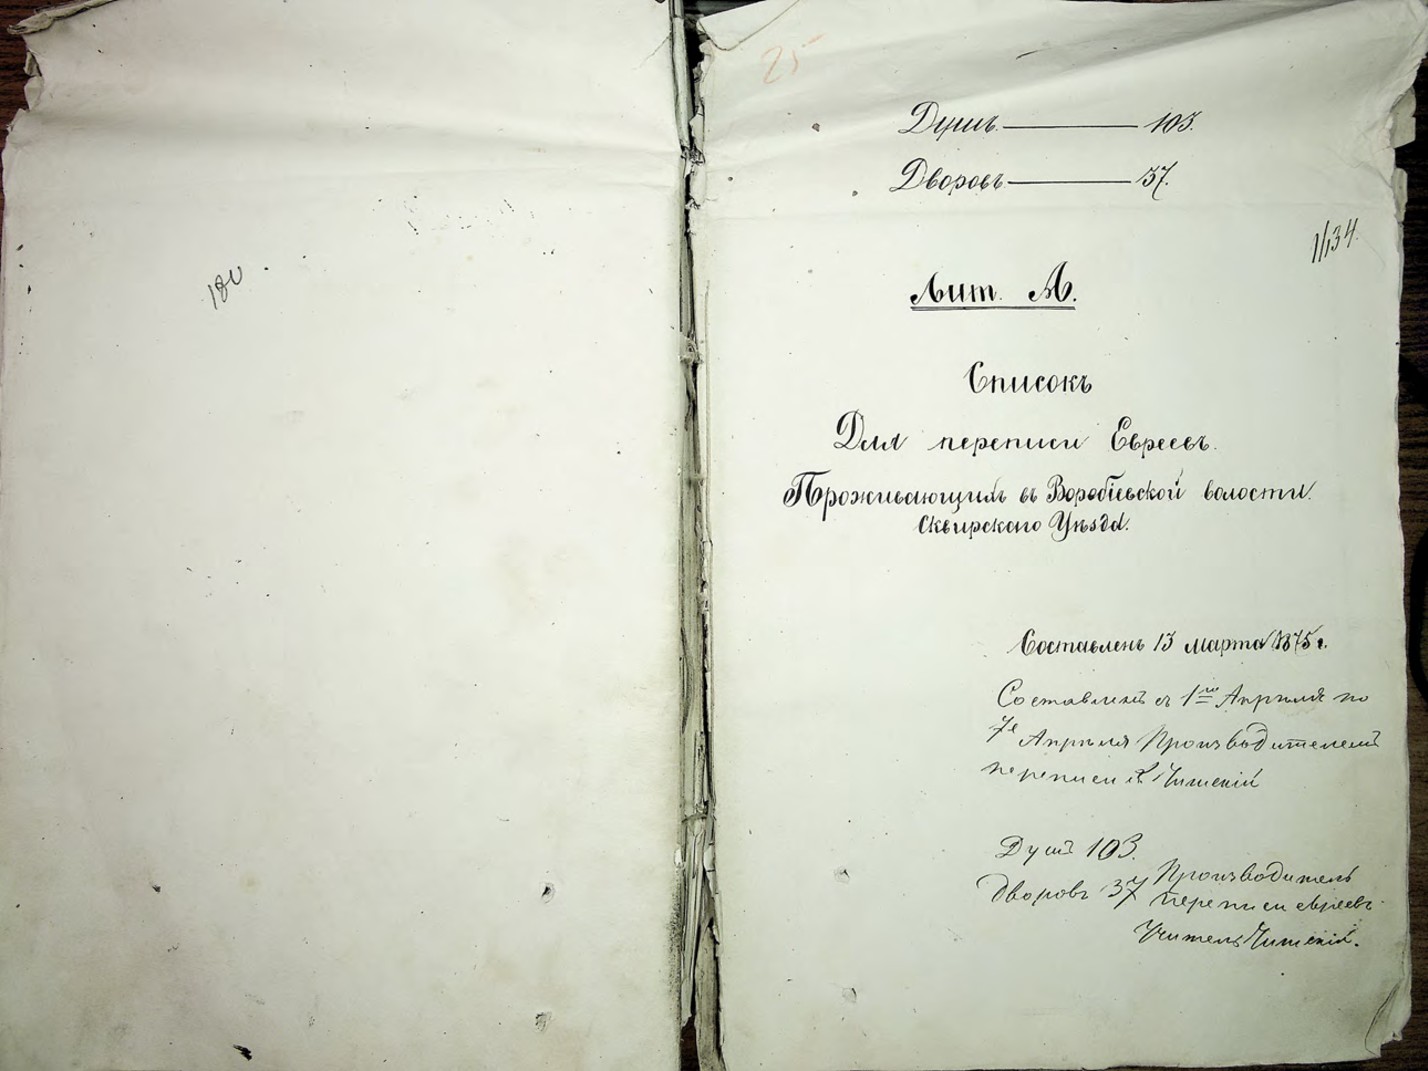 180
25
Душъ — 103.
Дворовъ — 37.
1/134.
Лит. А.
Списокъ
Для переписи Евреевъ.
Проживающихъ въ Воробіевской волости.
Сквирскаго Уѣзда.
Составленъ 13 марта 1875 г.
Составленъ съ 1го Апрѣля по
7е Апрѣля Производителемъ
переписи
Душъ 103.
Дворовъ 37 Производитель
переписи евреевъ
Учитель